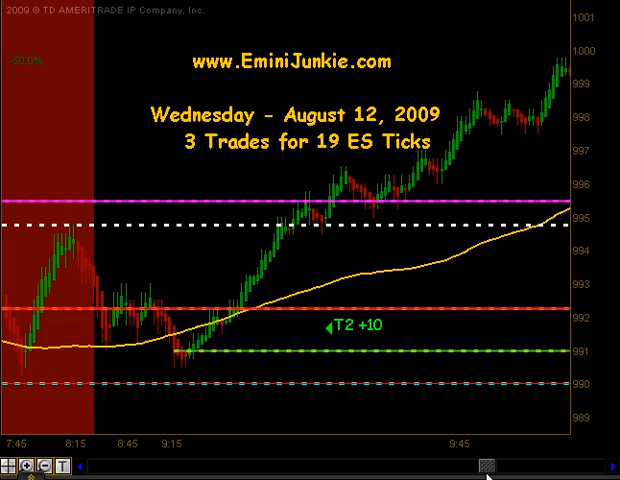 2009 © TD AMERITRADE IP Company, Inc.
1001
1000
-50.0%
www.EminiJunkie.com
999
Wednesday - August 12, 2009
998
3 Trades for 19 ES Ticks
997
996
995
994
993
992
T2 +10
991
990
989
7:45 8:15 8:45 9:15 9:45
T